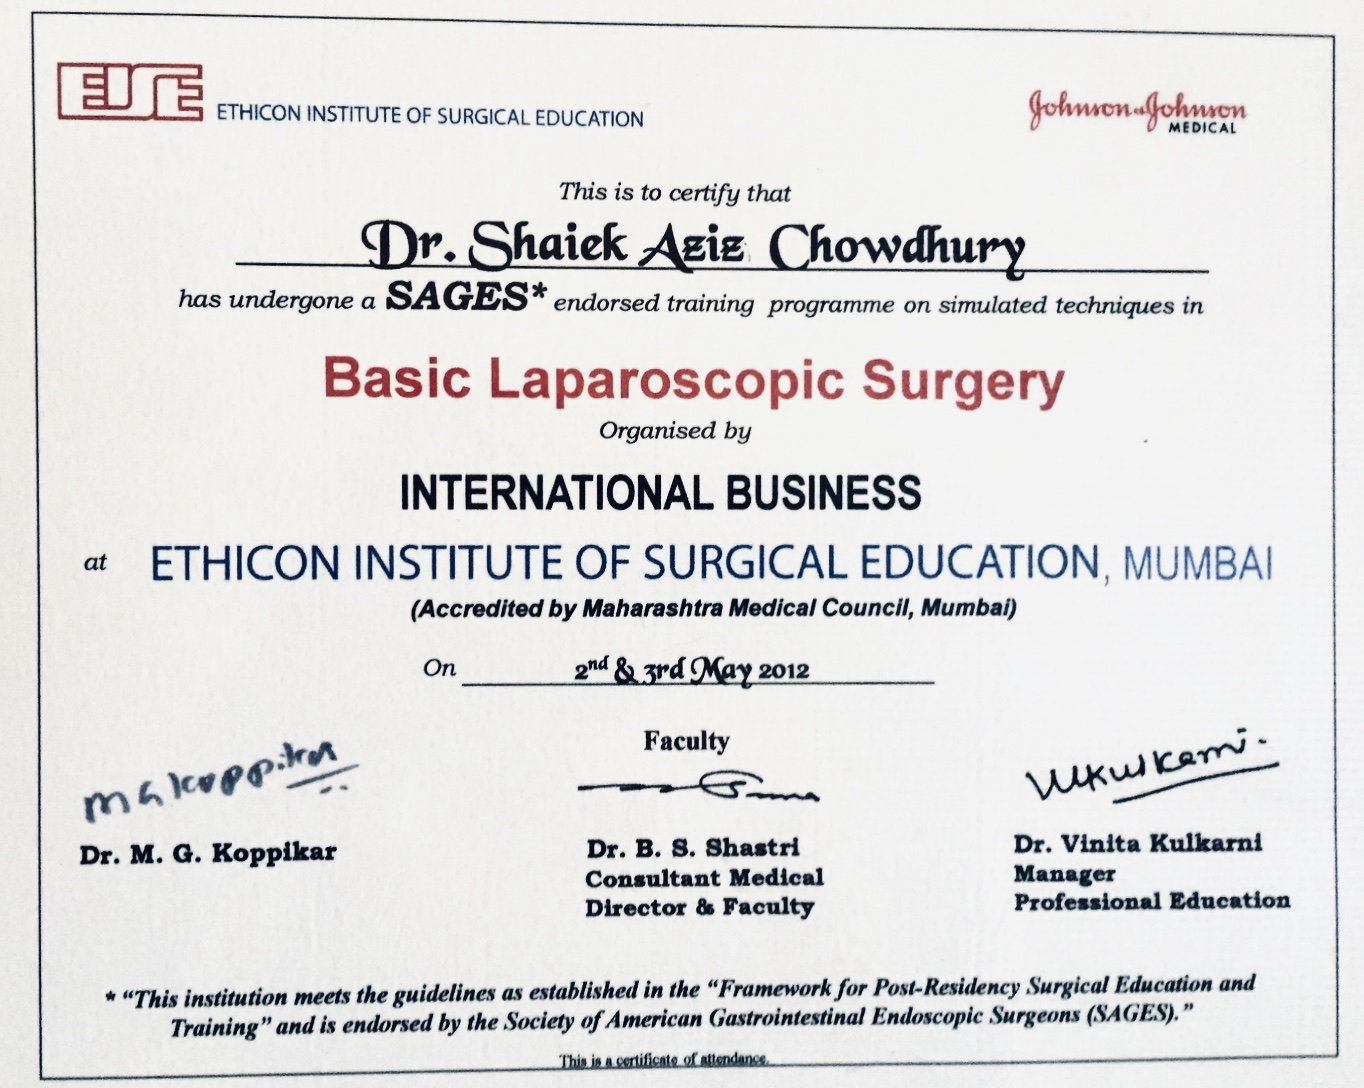 EISE ETHICON INSTITUTE OF SURGICAL EDUCATION
Johnson & Johnson
MEDICAL
This is to certify that
Dr. Shaiek Aziz Chowdhury
has undergone a SAGES* endorsed training programme on simulated techniques in
Basic Laparoscopic Surgery
Organised by
INTERNATIONAL BUSINESS
at ETHICON INSTITUTE OF SURGICAL EDUCATION, MUMBAI
(Accredited by Maharashtra Medical Council, Mumbai)
On 2nd & 3rd May 2012
Faculty
mgkoppikar
Dr. M. G. Koppikar
Dr. B. S. Shastri
Consultant Medical
Director & Faculty
VKulkarni.
Dr. Vinita Kulkarni
Manager
Professional Education
* “This institution meets the guidelines as established in the “Framework for Post-Residency Surgical Education and
Training” and is endorsed by the Society of American Gastrointestinal Endoscopic Surgeons (SAGES).”
This is a certificate of attendance.